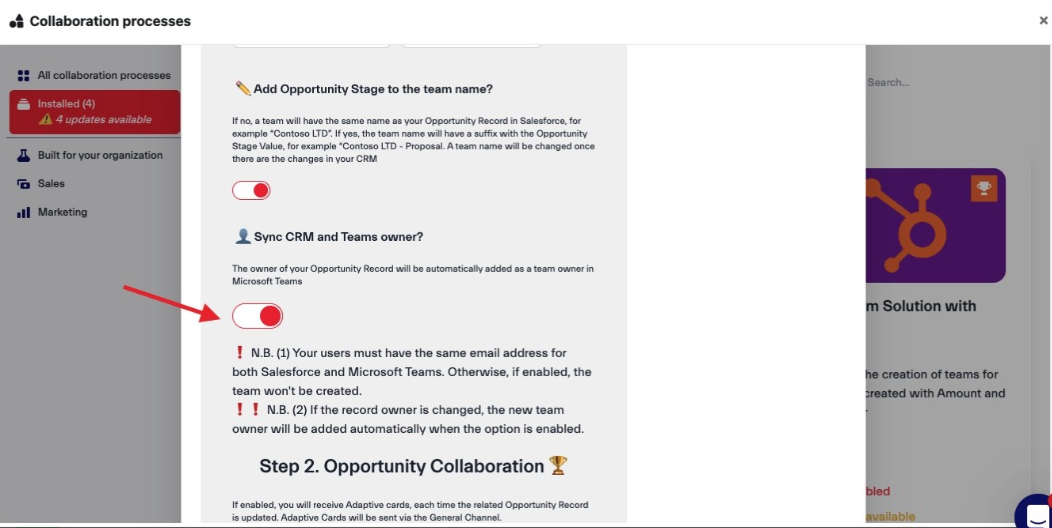 Collaboration processes
All collaboration processes
Installed (4)
4 updates available
Built for your organization
Sales
Marketing
Add Opportunity Stage to the team name?
If no, a team will have the same name as your Opportunity Record in Salesforce, for
example “Contoso LTD”. If yes, the team name will have a suffix with the Opportunity
Stage Value, for example “Contoso LTD - Proposal. A team name will be changed once
there are the changes in your CRM
Sync CRM and Teams owner?
The owner of your Opportunity Record will be automatically added as a team owner in
Microsoft Teams
❗ N.B. (1) Your users must have the same email address for
both Salesforce and Microsoft Teams. Otherwise, if enabled, the
team won't be created.
❗❗ N.B. (2) If the record owner is changed, the new team
owner will be added automatically when the option is enabled.
Step 2. Opportunity Collaboration 🏆
If enabled, you will receive Adaptive cards, each time the related Opportunity Record
is updated. Adaptive Cards will be sent via the General Channel.
Search...
m Solution with
he creation of teams for
created with Amount and
bled
available